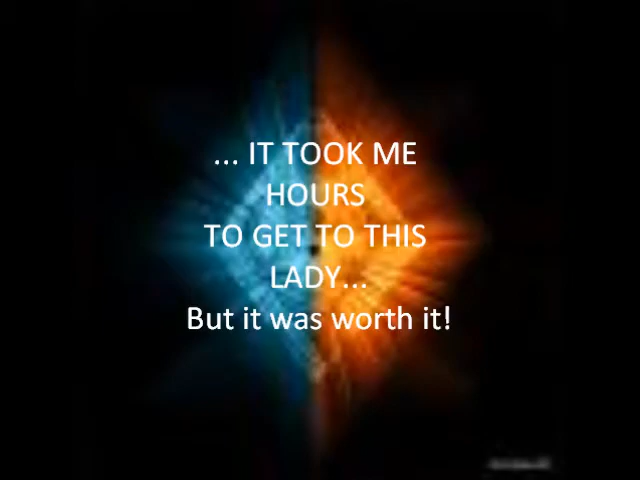 ... IT TOOK ME
HOURS
TO GET TO THIS
LADY...
But it was worth it!